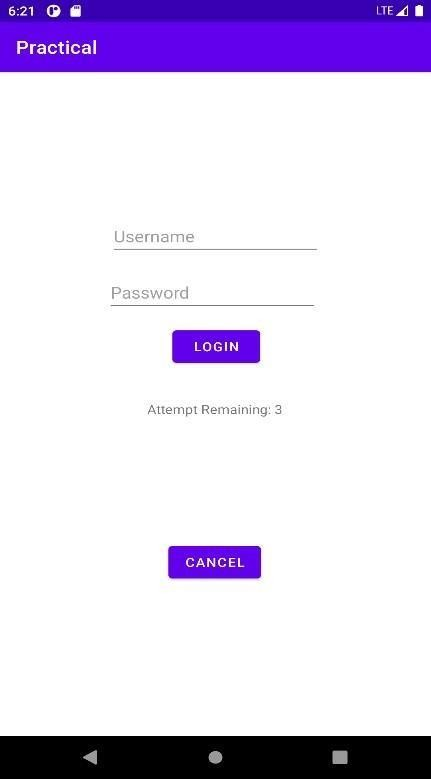 6:21 LTE
Practical
Username
Password
LOGIN
Attempt Remaining: 3
CANCEL